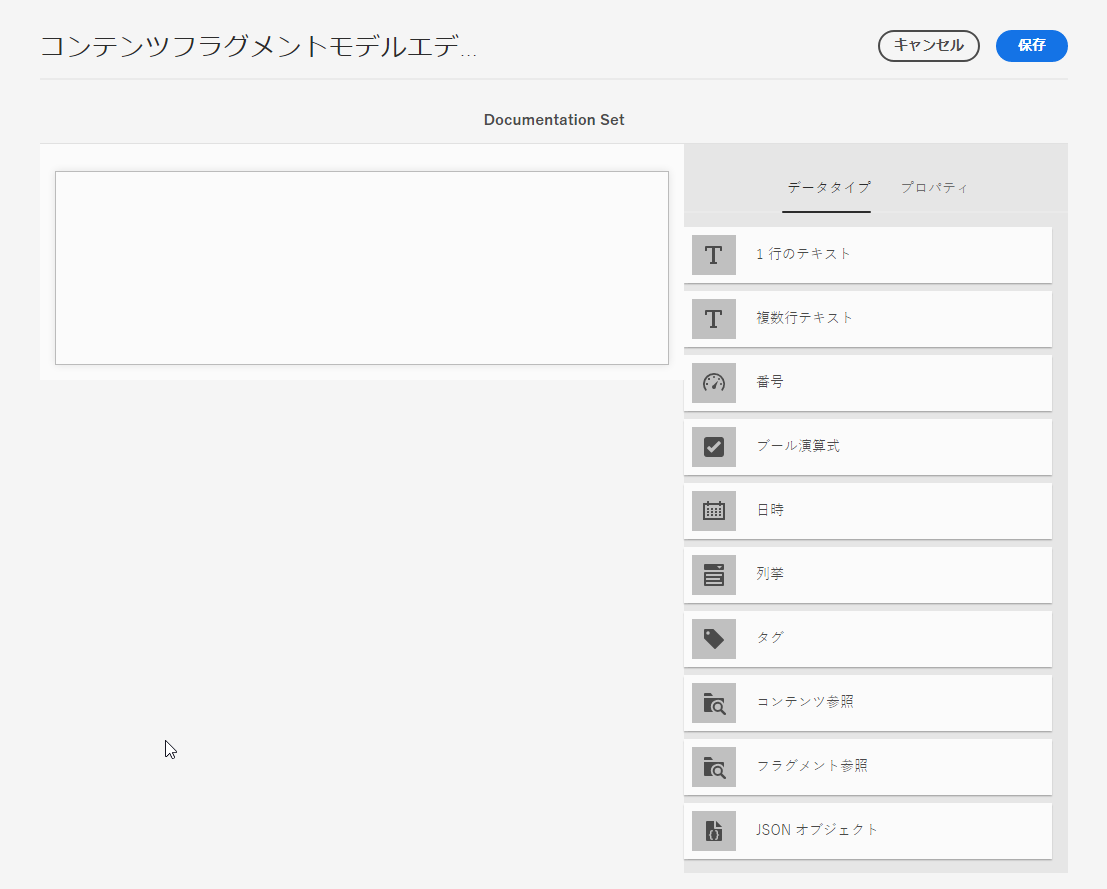 コンテンツフラグメントモデルエデ...
キャンセル
保存
Documentation Set
データタイプ
プロパティ
1 行のテキスト
複数行テキスト
番号
ブール演算式
日時
列挙
タグ
コンテンツ参照
フラグメント参照
JSON オブジェクト